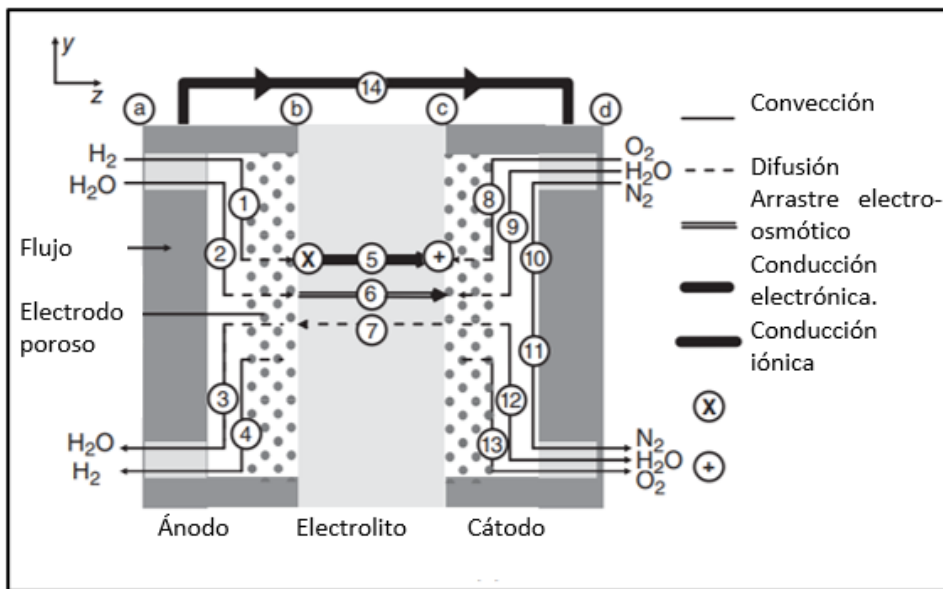 y
z
14
a
b
c
d
H₂
H₂O
O₂
H₂O
N₂
Convección
Difusión
Arrastre electro-
osmótico
Conducción
electrónica.
Conducción
iónica
X
+
Flujo
Electrodo
poroso
1
2
3
4
X
5
+
6
7
8
9
10
11
12
13
H₂O
H₂
N₂
H₂O
O₂
Ánodo
Electrolito
Cátodo